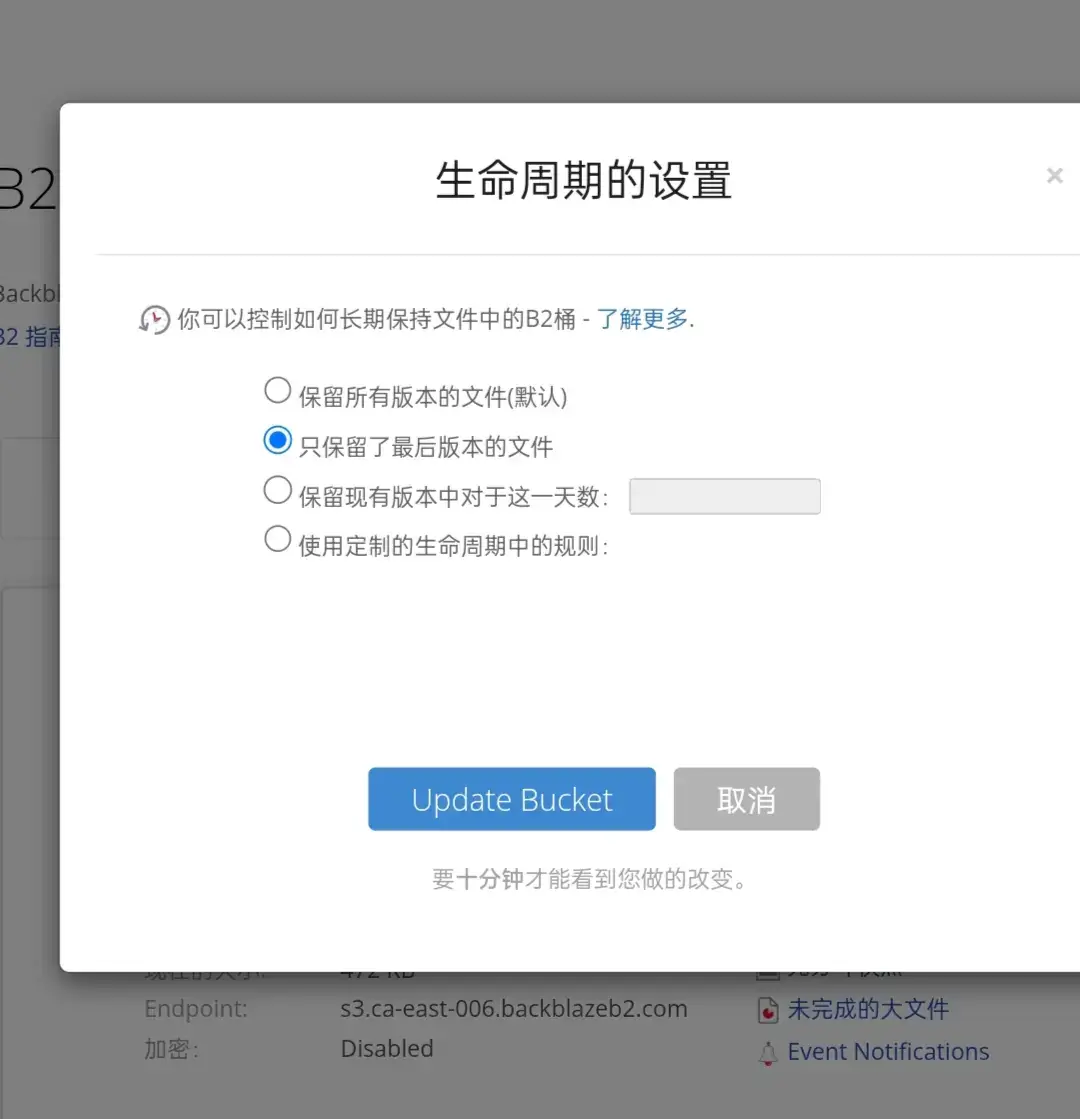 生命周期的设置
×
B2
Backbl
B2 指南
你可以控制如何长期保持文件中的B2桶 - 了解更多.
保留所有版本的文件(默认)
只保留了最后版本的文件
保留现有版本中对于这一天数:
使用定制的生命周期中的规则:
Update Bucket
取消
要十分钟才能看到您做的改变。
现在的大小: 472 KB
Endpoint: s3.ca-east-006.backblazeb2.com
未完成的大文件
加密: Disabled
Event Notifications